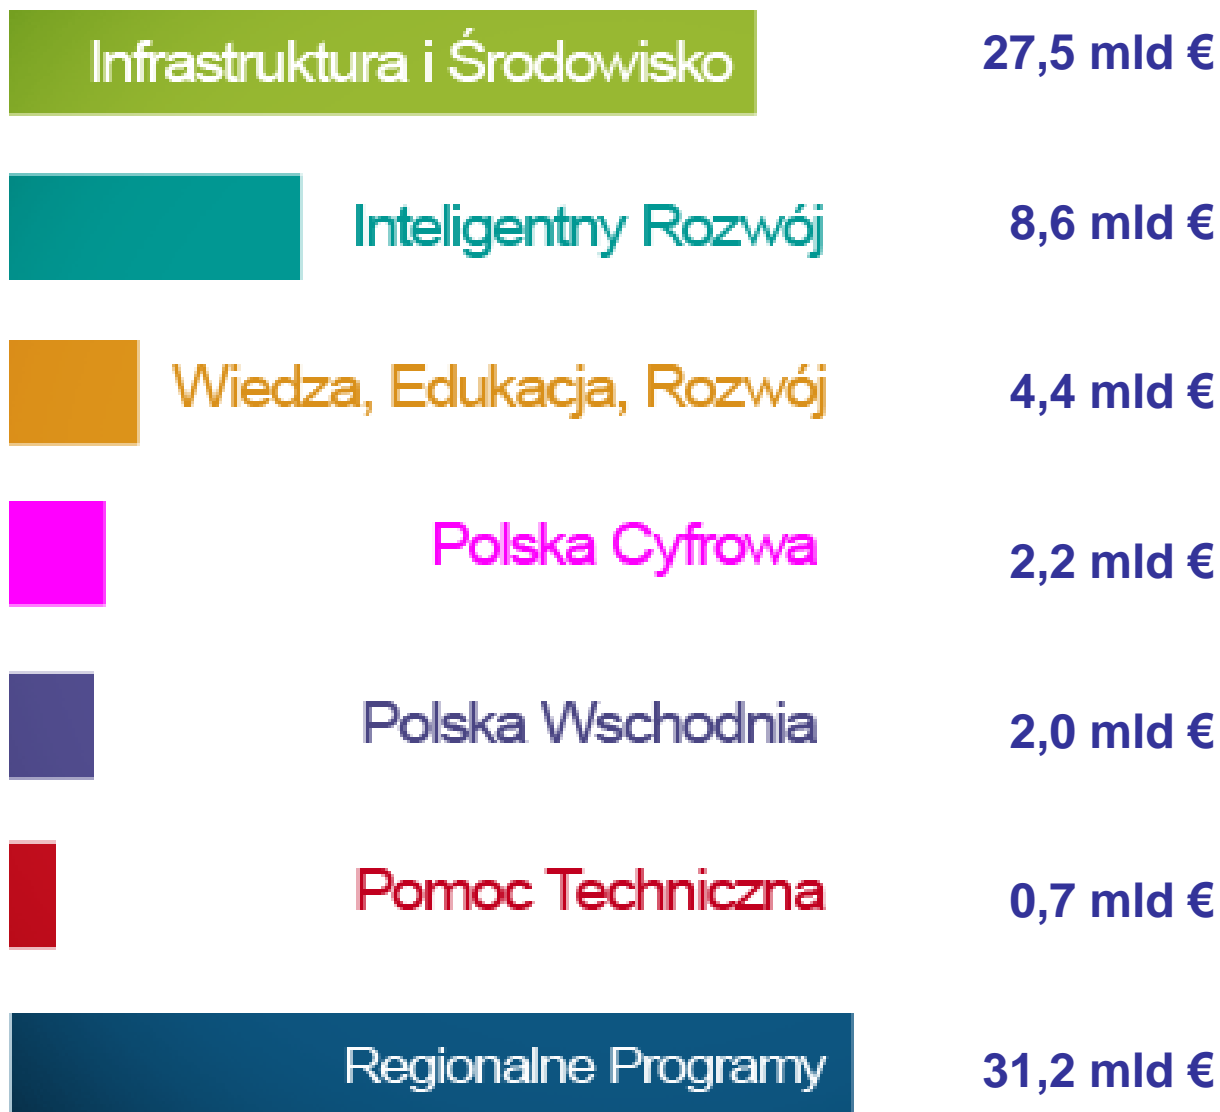 Infrastruktura i Środowisko 27,5 mld €
Inteligentny Rozwój 8,6 mld €
Wiedza, Edukacja, Rozwój 4,4 mld €
Polska Cyfrowa 2,2 mld €
Polska Wschodnia 2,0 mld €
Pomoc Techniczna 0,7 mld €
Regionalne Programy 31,2 mld €